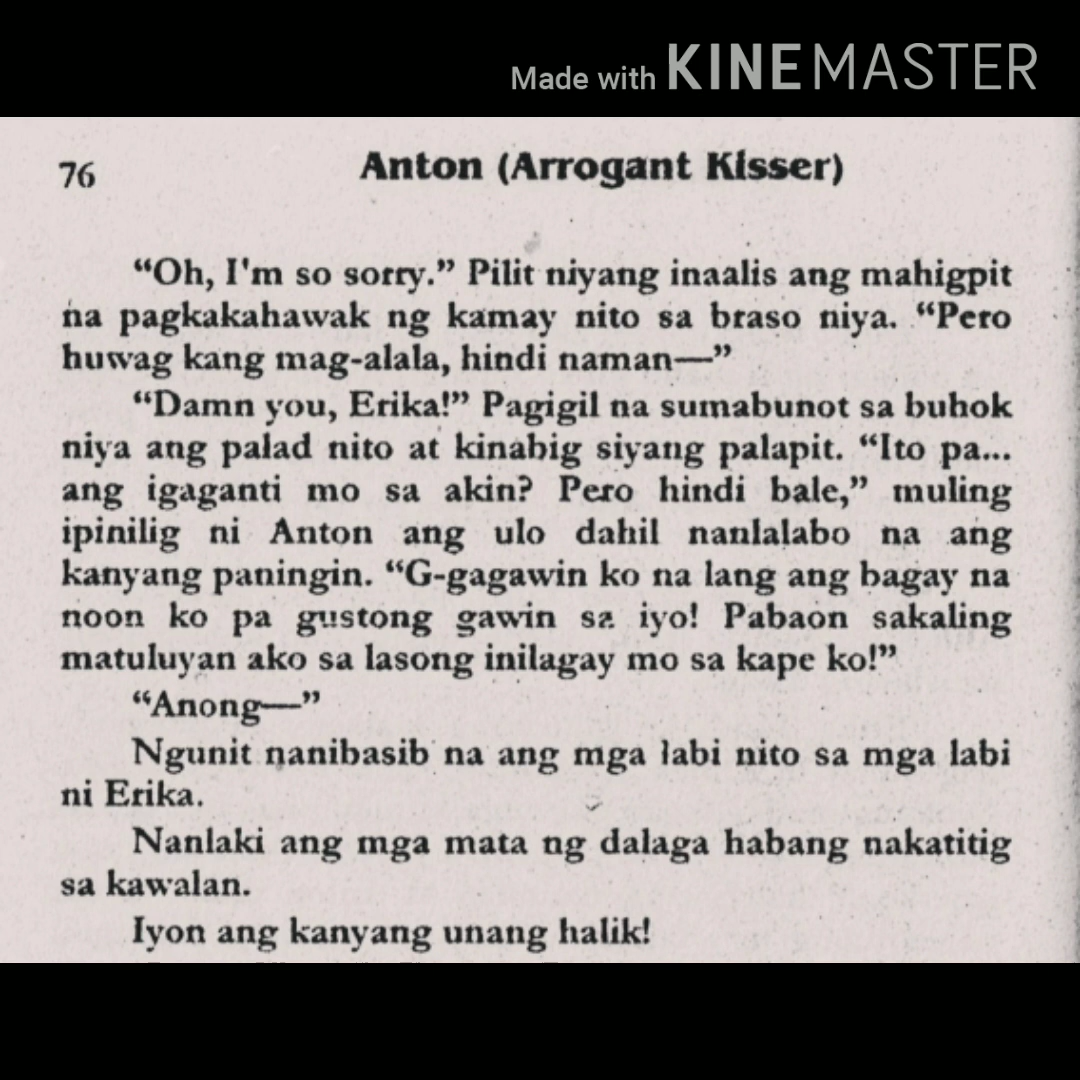 Made with KINEMASTER
76 Anton (Arrogant Kisser)
“Oh, I'm so sorry.” Pilit niyang inaalis ang mahigpit
na pagkakahawak ng kamay nito sa braso niya. “Pero
huwag kang mag-alala, hindi naman—”
“Damn you, Erika!” Pagigil na sumabunot sa buhok
niya ang palad nito at kinabig siyang palapit. “Ito pa...
ang igaganti mo sa akin? Pero hindi bale,” muling
ipinilig ni Anton ang ulo dahil nanlalabo na ang
kanyang paningin. “G-gagawin ko na lang ang bagay na
noon ko pa gustong gawin sa iyo! Pabaon sakaling
matuluyan ako sa lasong inilagay mo sa kape ko!”
“Anong—”
Ngunit nanibasib na ang mga labi nito sa mga labi
ni Erika.
Nanlaki ang mga mata ng dalaga habang nakatitig
sa kawalan.
Iyon ang kanyang unang halik!